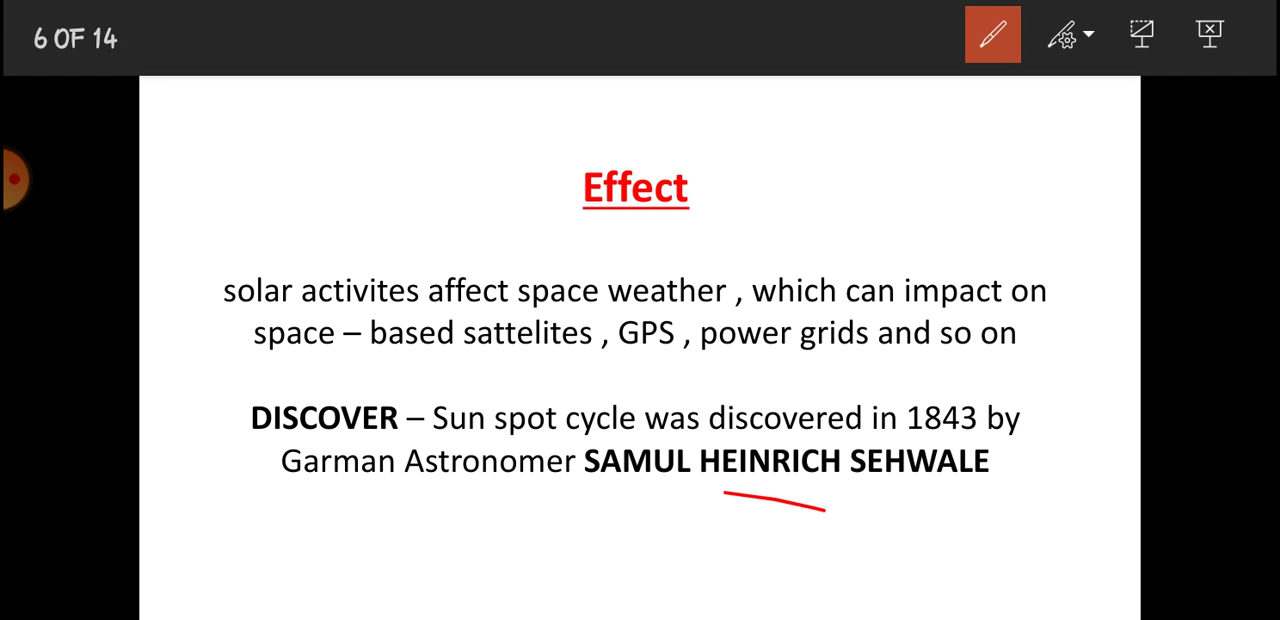 6 OF 14
Effect
solar activites affect space weather , which can impact on
space – based sattelites , GPS , power grids and so on
DISCOVER – Sun spot cycle was discovered in 1843 by
Garman Astronomer SAMUL HEINRICH SEHWALE